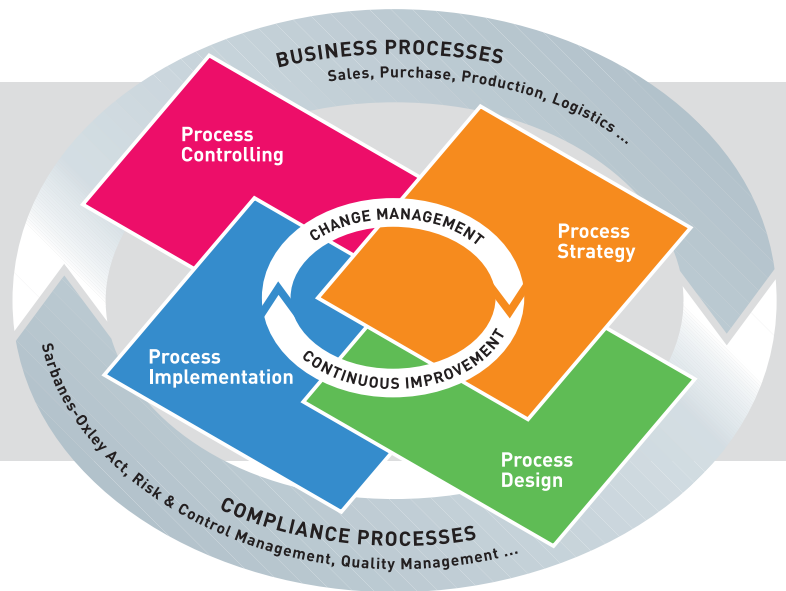 BUSINESS PROCESSES
Sales, Purchase, Production, Logistics ...
Process
Controlling
CHANGE MANAGEMENT
Process
Strategy
Process
Implementation
CONTINUOUS IMPROVEMENT
Process
Design
COMPLIANCE PROCESSES
Sarbanes-Oxley Act, Risk & Control Management, Quality Management ...